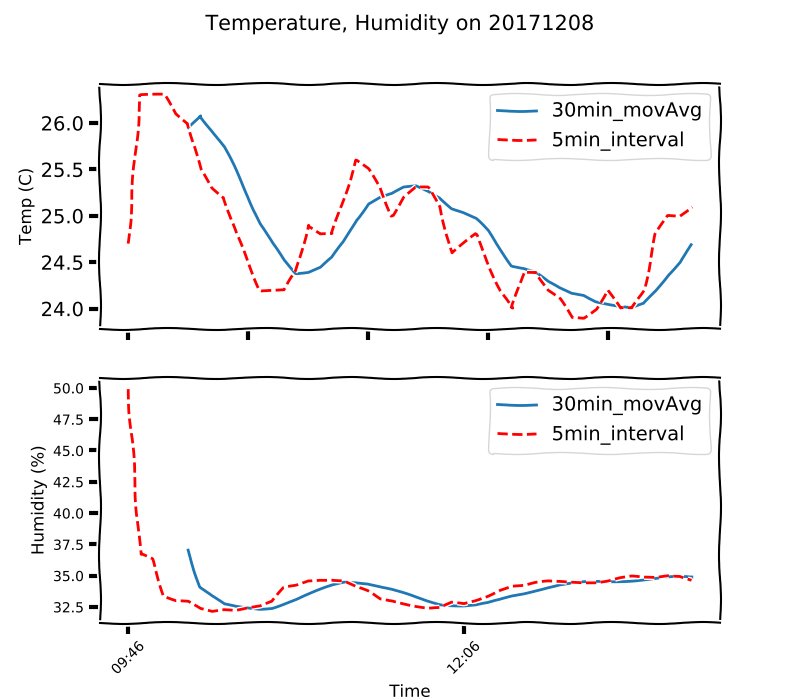 Temperature, Humidity on 20171208
Temp (C)
26.0
25.5
25.0
24.5
24.0
30min_movAvg
5min_interval
Humidity (%)
50.0
47.5
45.0
42.5
40.0
37.5
35.0
32.5
30min_movAvg
5min_interval
09:46
12:06
Time